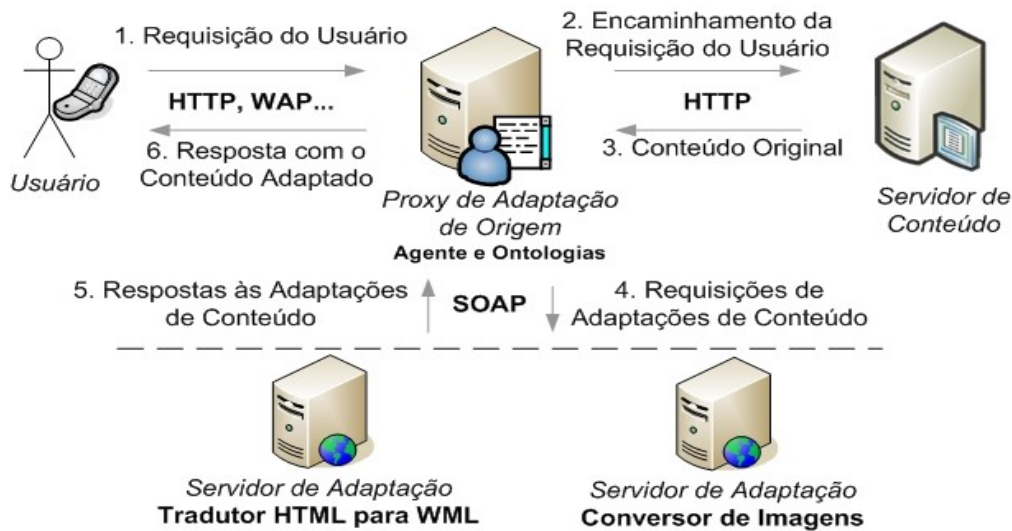 1. Requisição do Usuário
HTTP, WAP...
6. Resposta com o
Conteúdo Adaptado
Usuário
2. Encaminhamento da
Requisição do Usuário
HTTP
3. Conteúdo Original
Proxy de Adaptação
de Origem
Agente e Ontologias
Servidor de
Conteúdo
5. Respostas às Adaptações
de Conteúdo
SOAP
4. Requisições de
Adaptações de Conteúdo
Servidor de Adaptação
Tradutor HTML para WML
Servidor de Adaptação
Conversor de Imagens